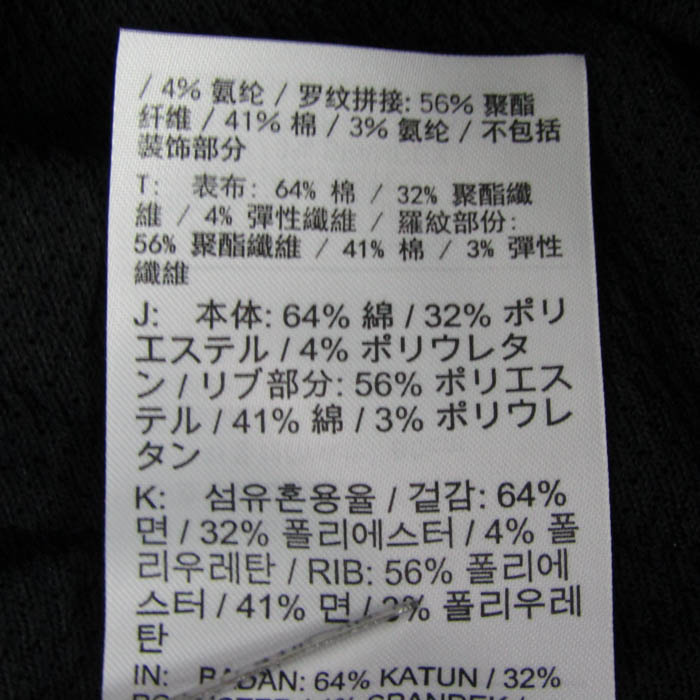 / 4% 氨纶 / 罗纹拼接: 56% 聚酯
纤维 / 41% 棉 / 3% 氨纶 / 不包括
装饰部分
T: 表布: 64% 棉 / 32% 聚酯纖
維 / 4% 彈性纖維 / 羅紋部份:
56% 聚酯纖維 / 41% 棉 / 3% 彈性
纖維
J: 本体: 64% 綿 / 32% ポリ
エステル / 4% ポリウレタ
ン / リブ部分: 56% ポリエス
テル / 41% 綿 / 3% ポリウレ
タン
K: 섬유혼용율 / 겉감: 64%
면 / 32% 폴리에스터 / 4% 폴
리우레탄 / RIB: 56% 폴리에
스터 / 41% 면 / 3% 폴리우레
탄
IN: BADAN: 64% KATUN / 32%